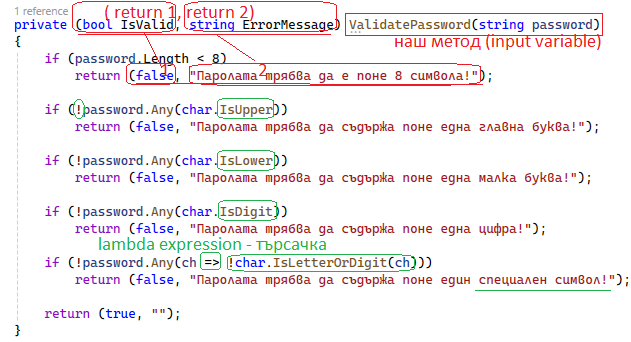 1 reference
( return 1, return 2)
private (bool IsValid, string ErrorMessage) ValidatePassword(string password)
наш метод (input variable)
{
if (password.Length < 8)
1 2
return (false, "Паролата трябва да е поне 8 символа!");
if (!password.Any(char.IsUpper))
return (false, "Паролата трябва да съдържа поне една главна буква!");
if (!password.Any(char.IsLower))
return (false, "Паролата трябва да съдържа поне една малка буква!");
if (!password.Any(char.IsDigit))
return (false, "Паролата трябва да съдържа поне една цифра!");
lambda expression - търсачка
if (!password.Any(ch => !char.IsLetterOrDigit(ch)))
return (false, "Паролата трябва да съдържа поне един специален символ!");
return (true, "");
}